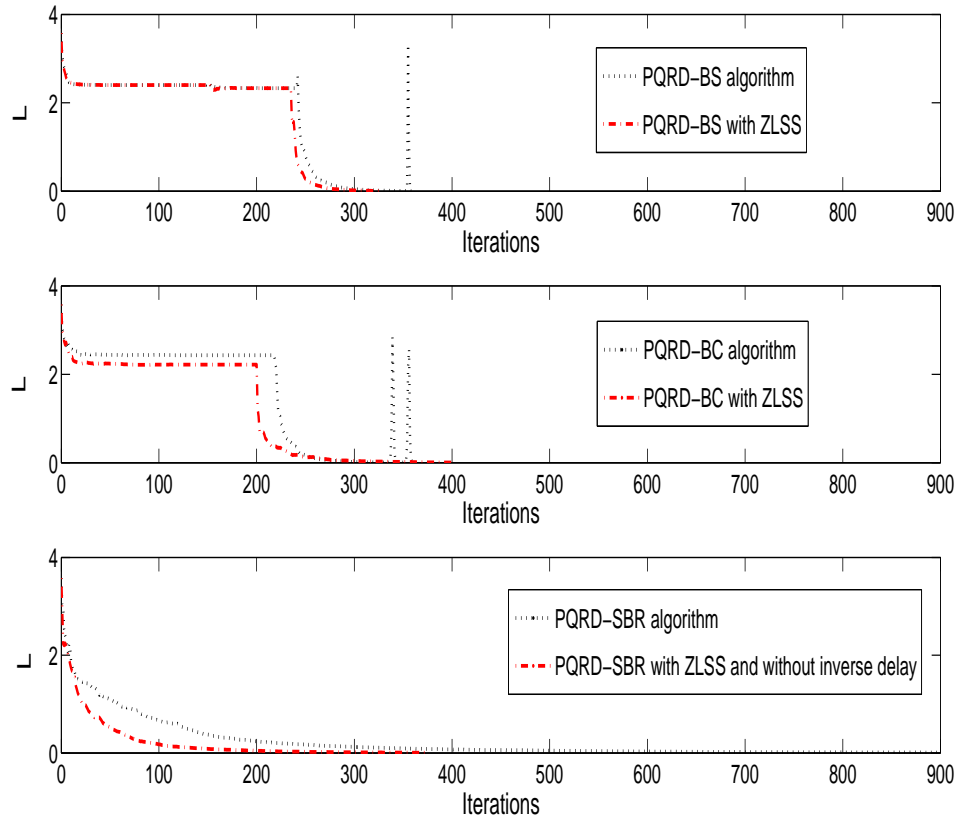 4
2
0
L
PQRD−BS algorithm
PQRD−BS with ZLSS
0 100 200 300 400 500 600 700 800 900
Iterations
4
2
0
L
PQRD−BC algorithm
PQRD−BC with ZLSS
0 100 200 300 400 500 600 700 800 900
Iterations
4
2
0
L
PQRD−SBR algorithm
PQRD−SBR with ZLSS and without inverse delay
0 100 200 300 400 500 600 700 800 900
Iterations